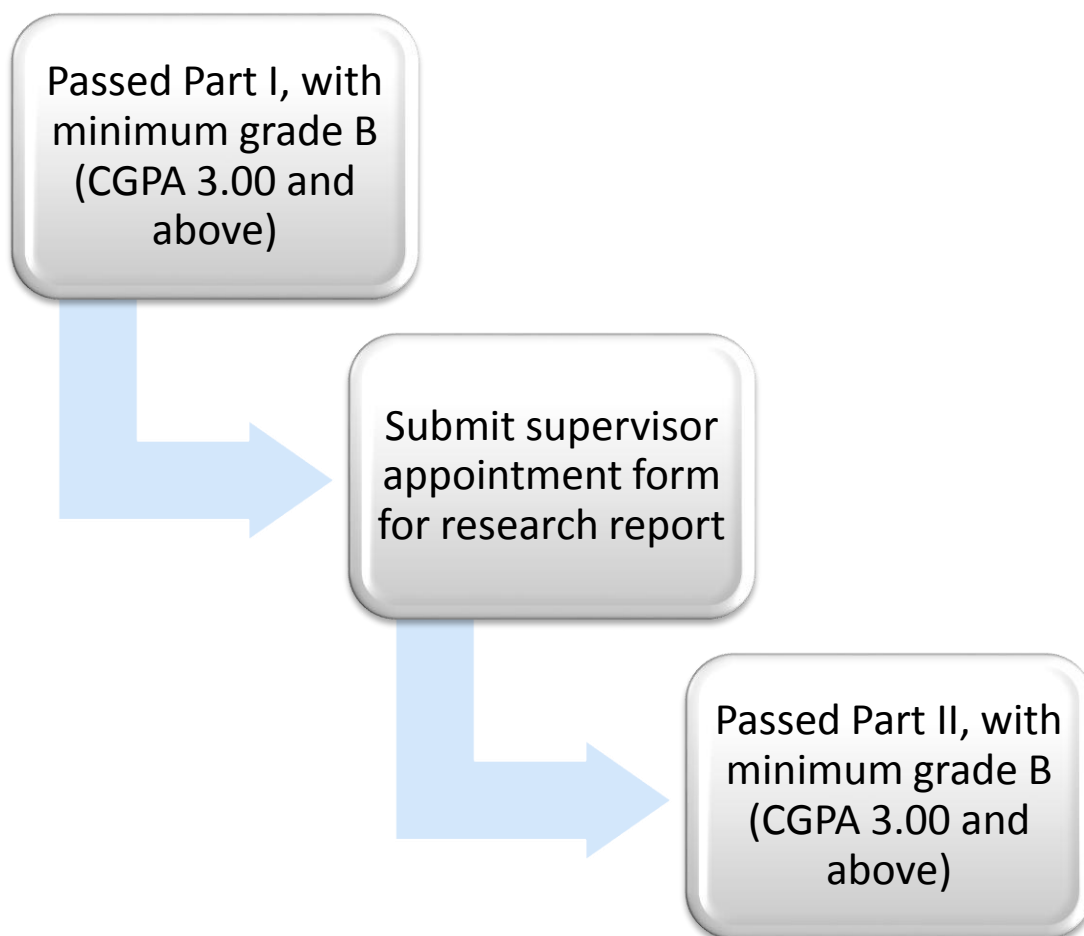 Passed Part I, with
minimum grade B
(CGPA 3.00 and
above)
Submit supervisor
appointment form
for research report
Passed Part II, with
minimum grade B
(CGPA 3.00 and
above)